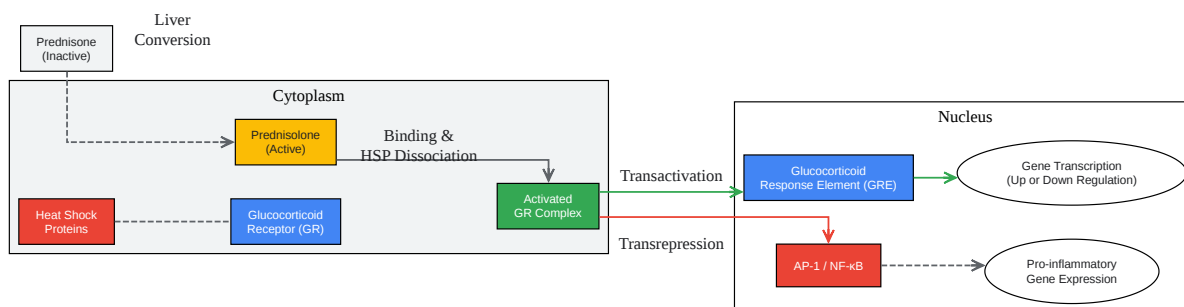 Liver
Conversion
Prednisone
(Inactive)
Cytoplasm
Prednisolone
(Active)
Binding &
HSP Dissociation
Heat Shock
Proteins
Glucocorticoid
Receptor (GR)
Activated
GR Complex
Transactivation
Transrepression
Nucleus
Glucocorticoid
Response Element (GRE)
Gene Transcription
(Up or Down Regulation)
AP-1 / NF-κB
Pro-inflammatory
Gene Expression